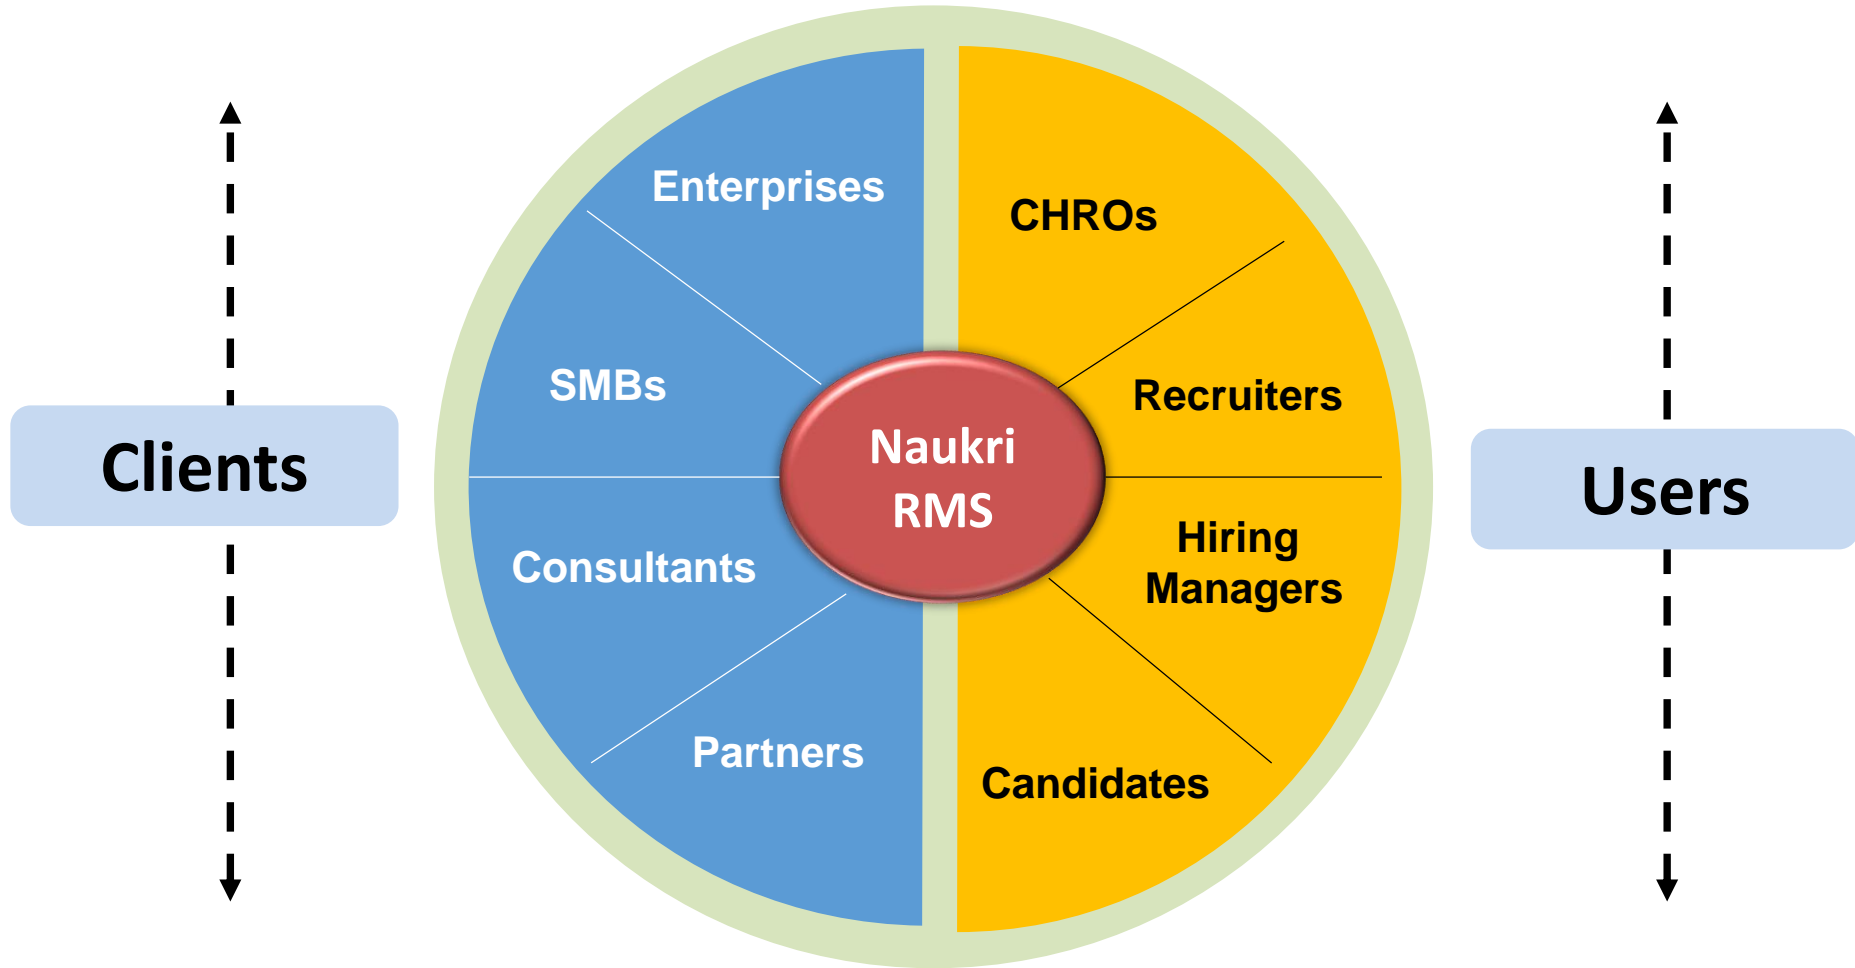 Enterprises
CHROs
SMBs
Recruiters
Clients
Naukri
RMS
Users
Consultants
Hiring
Managers
Partners
Candidates